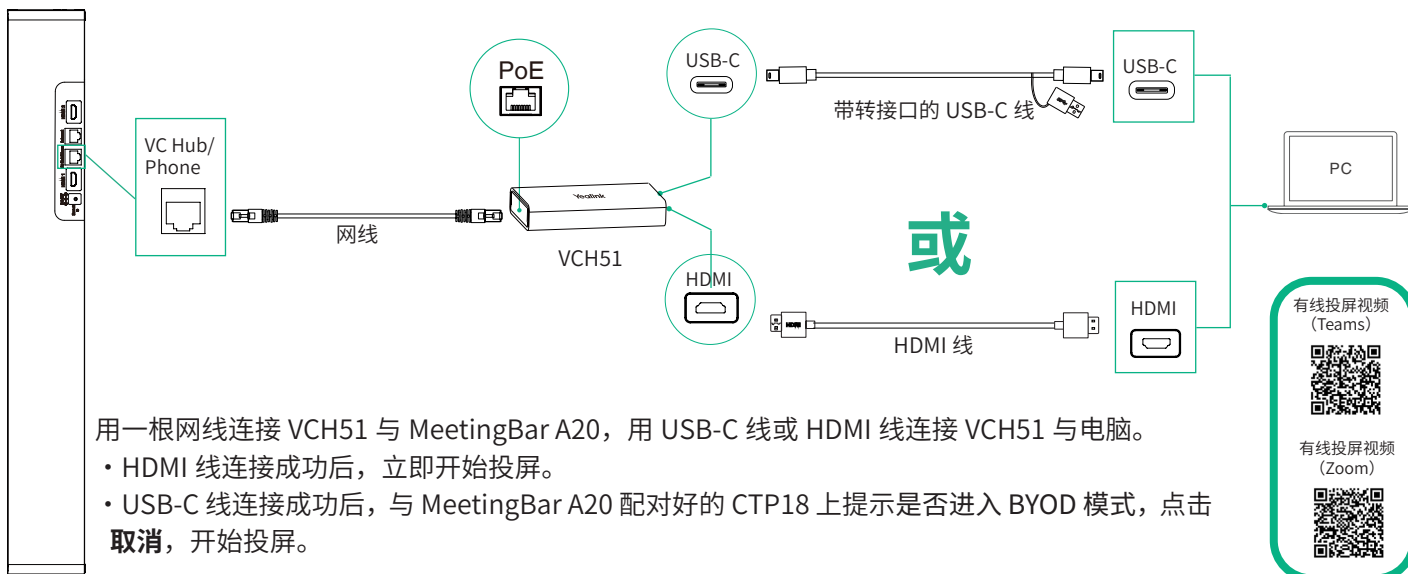 PoE
USB-C
USB-C
带转接口的 USB-C 线
VC Hub/
Phone
PC
Yealink
网线
VCH51
或
HDMI
HDMI
HDMI
HDMI 线
有线投屏视频
（Teams）
用一根网线连接 VCH51 与 MeetingBar A20，用 USB-C 线或 HDMI 线连接 VCH51 与电脑。
・HDMI 线连接成功后，立即开始投屏。
・USB-C 线连接成功后，与 MeetingBar A20 配对好的 CTP18 上提示是否进入 BYOD 模式，点击
取消，开始投屏。
有线投屏视频
（Zoom）